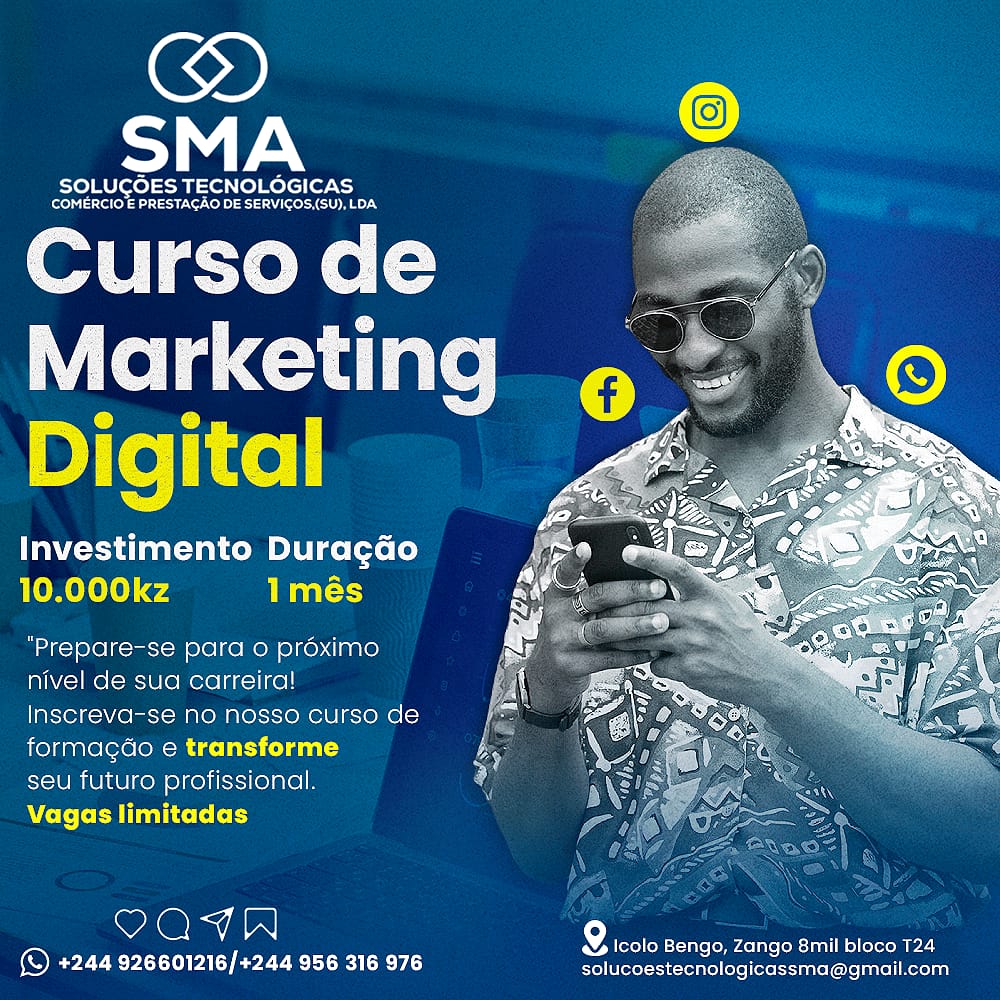 SMA
SOLUÇÕES TECNOLÓGICAS
COMÉRCIO E PRESTAÇÃO DE SERVIÇOS,(SU), LDA
Curso de
Marketing
Digital
Investimento Duração
10.000kz 1 mês
"Prepare-se para o próximo
nível de sua carreira!
Inscreva-se no nosso curso de
formação e transforme
seu futuro profissional.
Vagas limitadas
+244 926601216/+244 956 316 976
Icolo Bengo, Zango 8mil bloco T24
solucoestecnologicassma@gmail.com